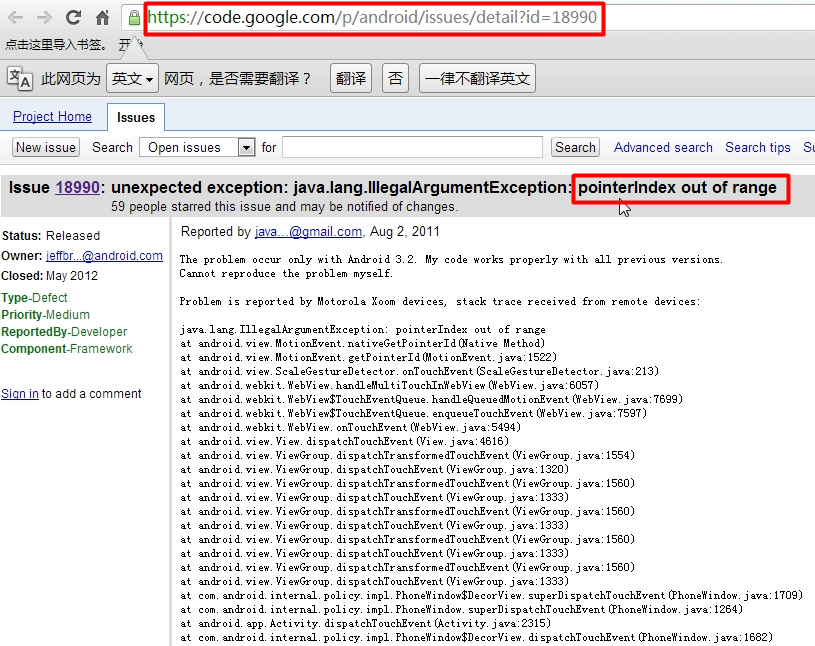 https://code.google.com/p/android/issues/detail?id=18990
点击这里导入书签。 开
此网页为 英文 网页，是否需要翻译？ 翻译 否 一律不翻译英文
Project Home Issues
New issue Search Open issues for Search Advanced search Search tips
Issue 18990: unexpected exception: java.lang.IllegalArgumentException: pointerIndex out of range
59 people starred this issue and may be notified of changes.
Status: Released
Owner: jeffbr...@android.com
Closed: May 2012
Type-Defect
Priority-Medium
ReportedBy-Developer
Component-Framework
Sign in to add a comment
Reported by java...@gmail.com, Aug 2, 2011
The problem occur only with Android 3.2. My code works properly with all previous versions.
Cannot reproduce the problem myself.
Problem is reported by Motorola Xoom devices, stack trace received from remote devices:
java.lang.IllegalArgumentException: pointerIndex out of range
at android.view.MotionEvent.nativeGetPointerId(Native Method)
at android.view.MotionEvent.getPointerId(MotionEvent.java:1522)
at android.view.ScaleGestureDetector.onTouchEvent(ScaleGestureDetector.java:213)
at android.webkit.WebView.handleMultiTouchInWebView(WebView.java:6057)
at android.webkit.WebView$TouchEventQueue.handleQueuedMotionEvent(WebView.java:7699)
at android.webkit.WebView$TouchEventQueue.enqueueTouchEvent(WebView.java:7597)
at android.webkit.WebView.onTouchEvent(WebView.java:5494)
at android.view.View.dispatchTouchEvent(View.java:4616)
at android.view.ViewGroup.dispatchTransformedTouchEvent(ViewGroup.java:1554)
at android.view.ViewGroup.dispatchTouchEvent(ViewGroup.java:1320)
at android.view.ViewGroup.dispatchTransformedTouchEvent(ViewGroup.java:1560)
at android.view.ViewGroup.dispatchTouchEvent(ViewGroup.java:1333)
at android.view.ViewGroup.dispatchTransformedTouchEvent(ViewGroup.java:1560)
at android.view.ViewGroup.dispatchTouchEvent(ViewGroup.java:1333)
at android.view.ViewGroup.dispatchTransformedTouchEvent(ViewGroup.java:1560)
at android.view.ViewGroup.dispatchTouchEvent(ViewGroup.java:1333)
at android.view.ViewGroup.dispatchTransformedTouchEvent(ViewGroup.java:1560)
at android.view.ViewGroup.dispatchTouchEvent(ViewGroup.java:1333)
at com.android.internal.policy.impl.PhoneWindow$DecorView.superDispatchTouchEvent(PhoneWindow.java:1709)
at com.android.internal.policy.impl.PhoneWindow.superDispatchTouchEvent(PhoneWindow.java:1264)
at android.app.Activity.dispatchTouchEvent(Activity.java:2315)
at com.android.internal.policy.impl.PhoneWindow$DecorView.dispatchTouchEvent(PhoneWindow.java:1682)